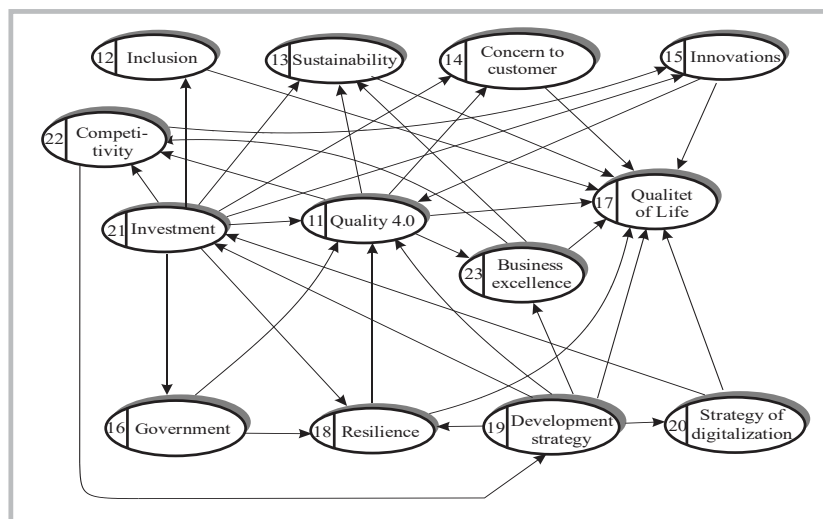 12 Inclusion
13 Sustainability
14 Concern to
customer
15 Innovations
22 Competi-
tivity
17 Qualitet
of Life
21 Investment
11 Quality 4.0
23 Business
excellence
16 Government
18 Resilience
19 Development
strategy
20 Strategy of
digitalization